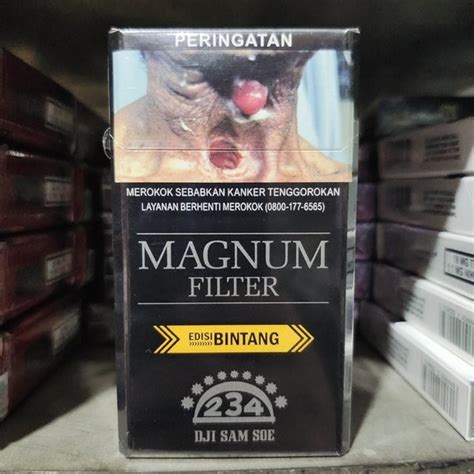 PERINGATAN
MEROKOK SEBABKAN KANKER TENGGOROKAN
LAYANAN BERHENTI MEROKOK (0800-177-6565)
MAGNUM
FILTER
EDISI BINTANG
234
DJI SAM SOE